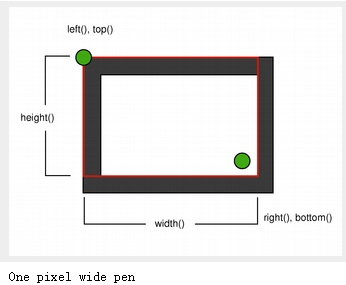 left(), top()
height()
width()
right(), bottom()
One pixel wide pen